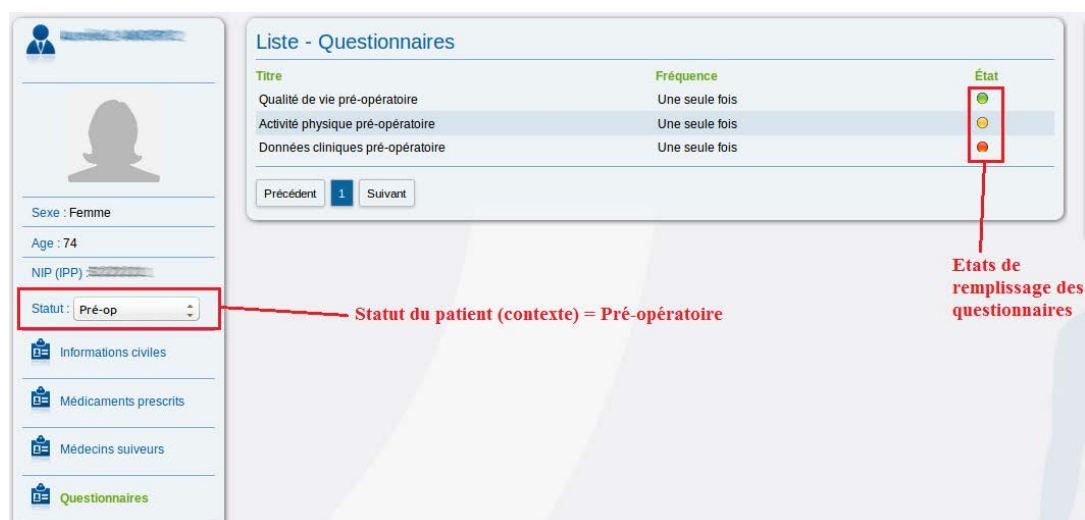 Liste - Questionnaires
Titre Fréquence État
Qualité de vie pré-opératoire Une seule fois
Activité physique pré-opératoire Une seule fois
Données cliniques pré-opératoire Une seule fois
Précédent 1 Suivant
Sexe : Femme
Age : 74
NIP (IPP) :
Statut : Pré-op
Statut du patient (contexte) = Pré-opératoire
Etats de
remplissage des
questionnaires
Informations civiles
Médicaments prescrits
Médecins suiveurs
Questionnaires